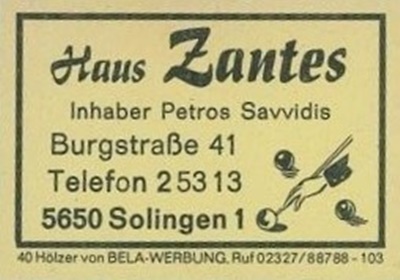 Haus Zantes
Inhaber Petros Savvidis
Burgstraße 41
Telefon 25313
5650 Solingen 1
40 Hölzer von BELA-WERBUNG, Ruf 02327/88788 - 103